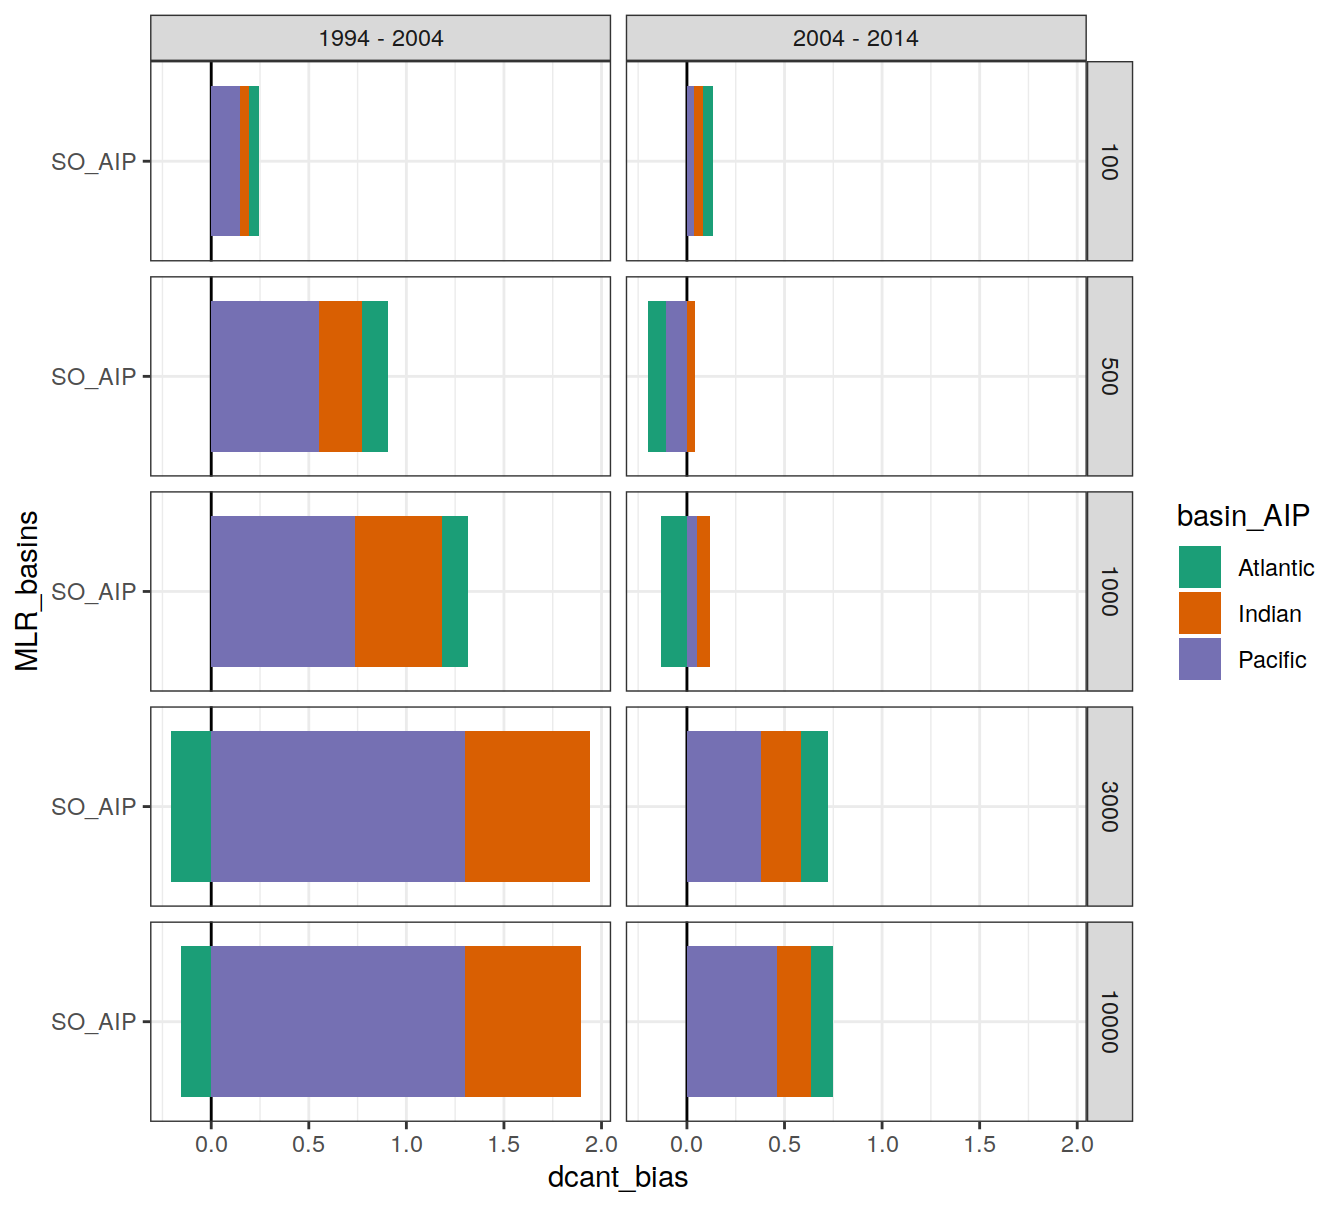 1994 - 2004
2004 - 2014
SO_AIP
100
SO_AIP
500
SO_AIP
1000
SO_AIP
3000
SO_AIP
10000
MLR_basins
0.0 0.5 1.0 1.5 2.0
0.0 0.5 1.0 1.5 2.0
dcant_bias
basin_AIP
Atlantic
Indian
Pacific